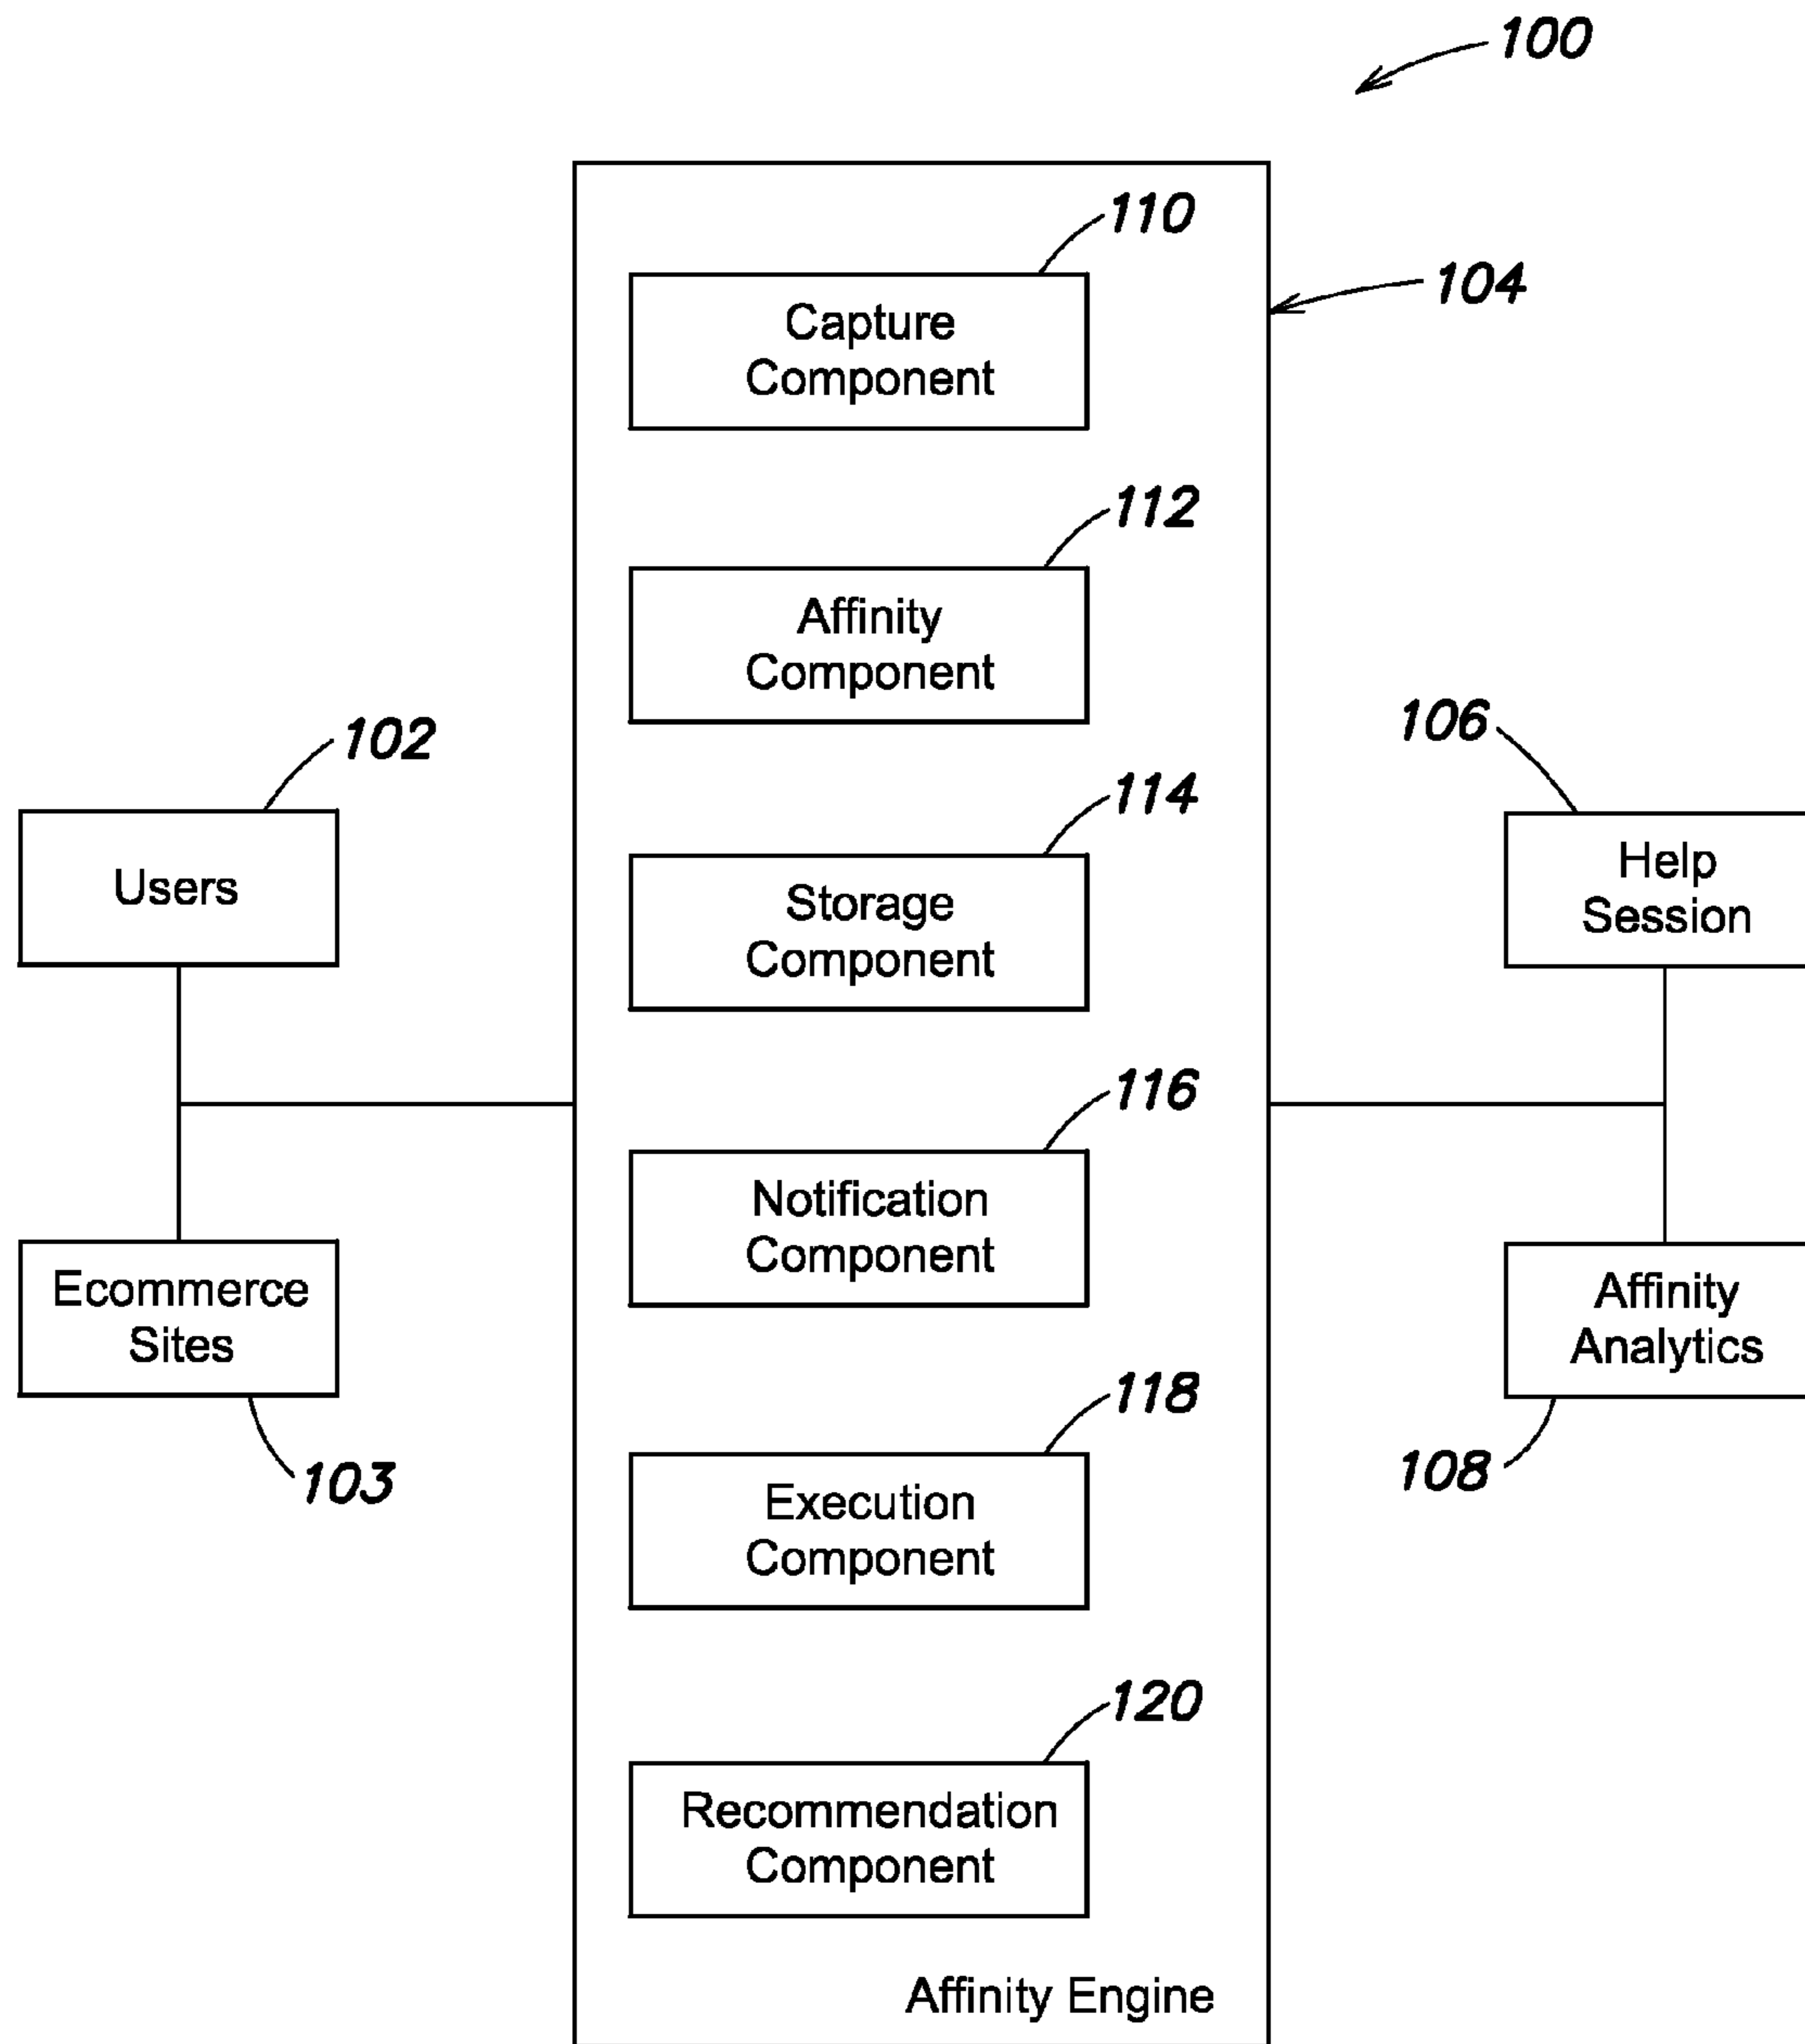 100
110
104
Capture
Component
112
Affinity
Component
102
106
114
Users
Storage
Component
Help
Session
116
Notification
Component
Ecommerce
Sites
Affinity
Analytics
118
103
108
Execution
Component
120
Recommendation
Component
Affinity Engine